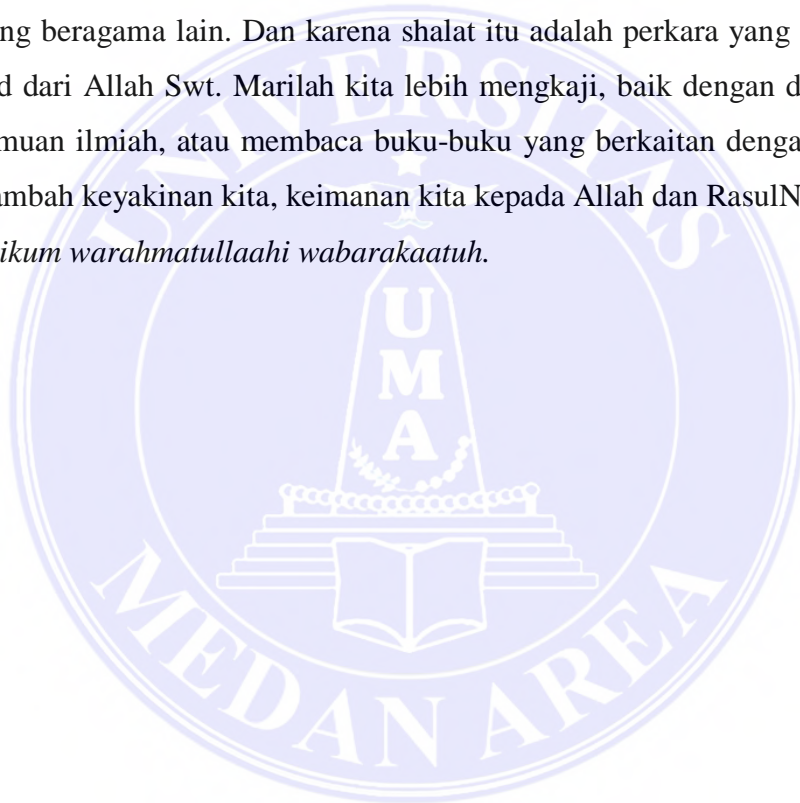 ng beragama lain. Dan karena shalat itu adalah perkara yang
d dari Allah Swt. Marilah kita lebih mengkaji, baik dengan d
muan ilmiah, atau membaca buku-buku yang berkaitan denga
ambah keyakinan kita, keimanan kita kepada Allah dan RasulN
ikum warahmatullaahi wabarakaatuh.
UNIVERSITAS
UMA
MEDAN AREA